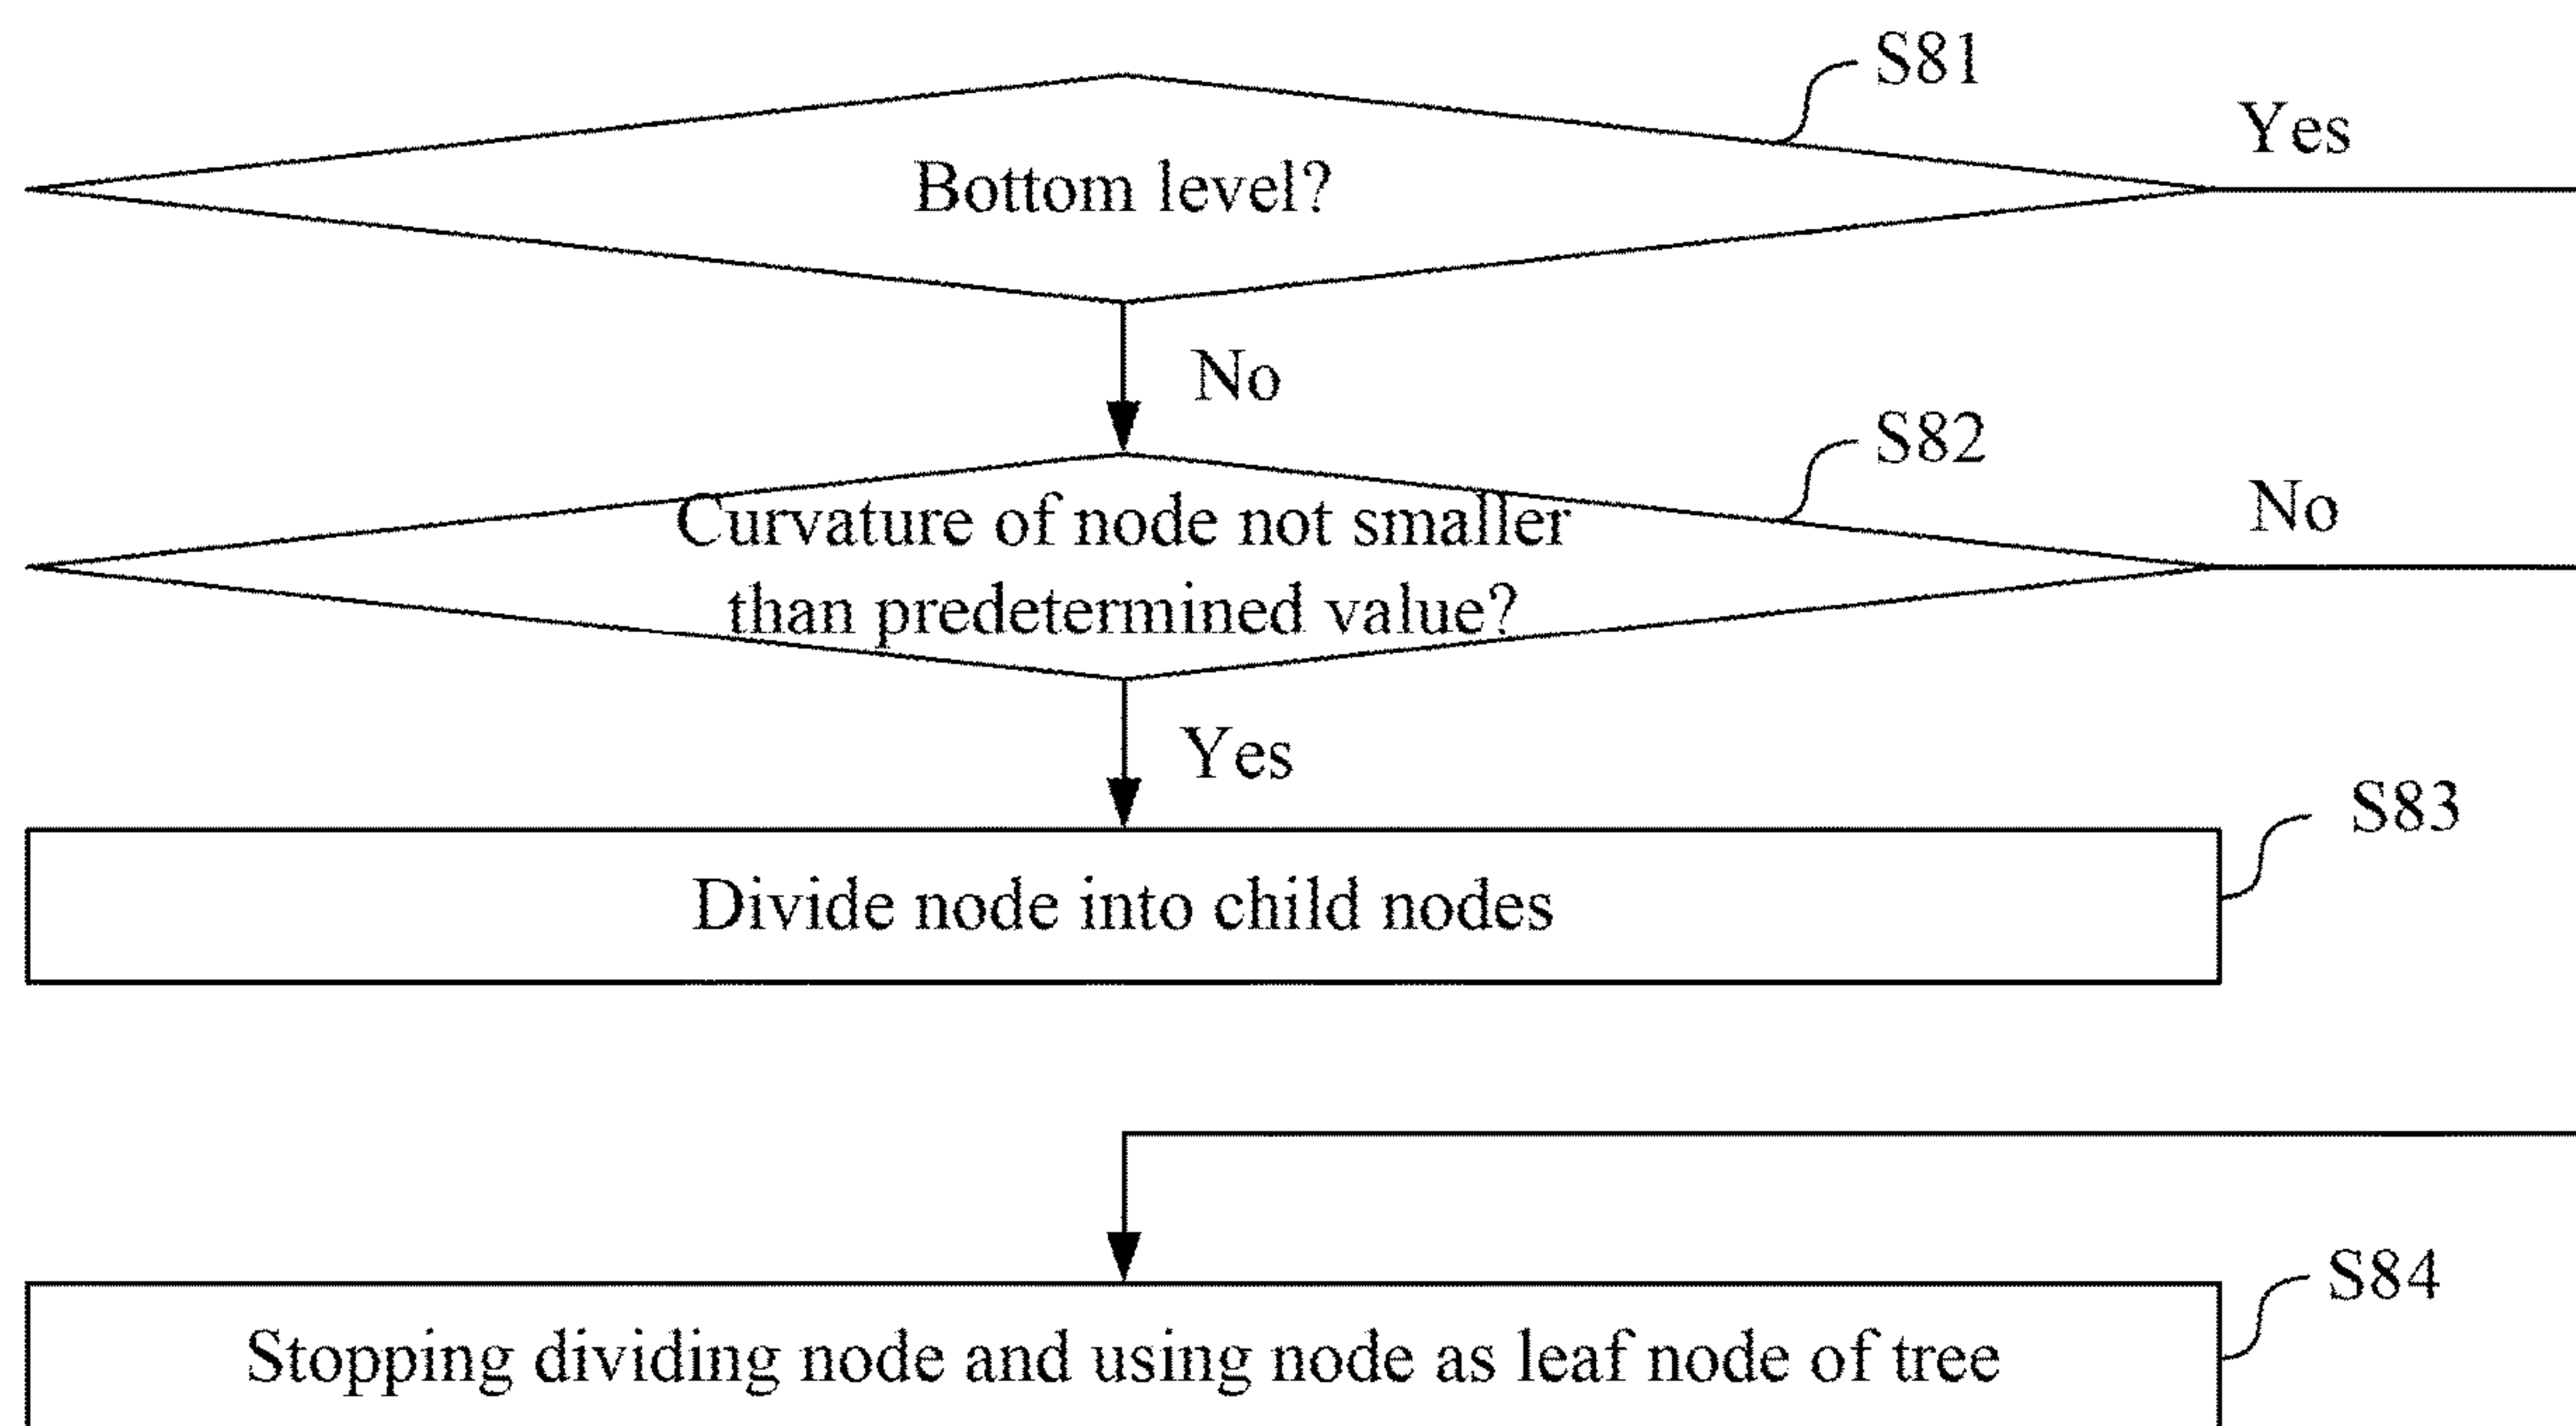 S81
Bottom level?
Yes
No
S82
Curvature of node not smaller
than predetermined value?
No
Yes
S83
Divide node into child nodes
S84
Stopping dividing node and using node as leaf node of tree